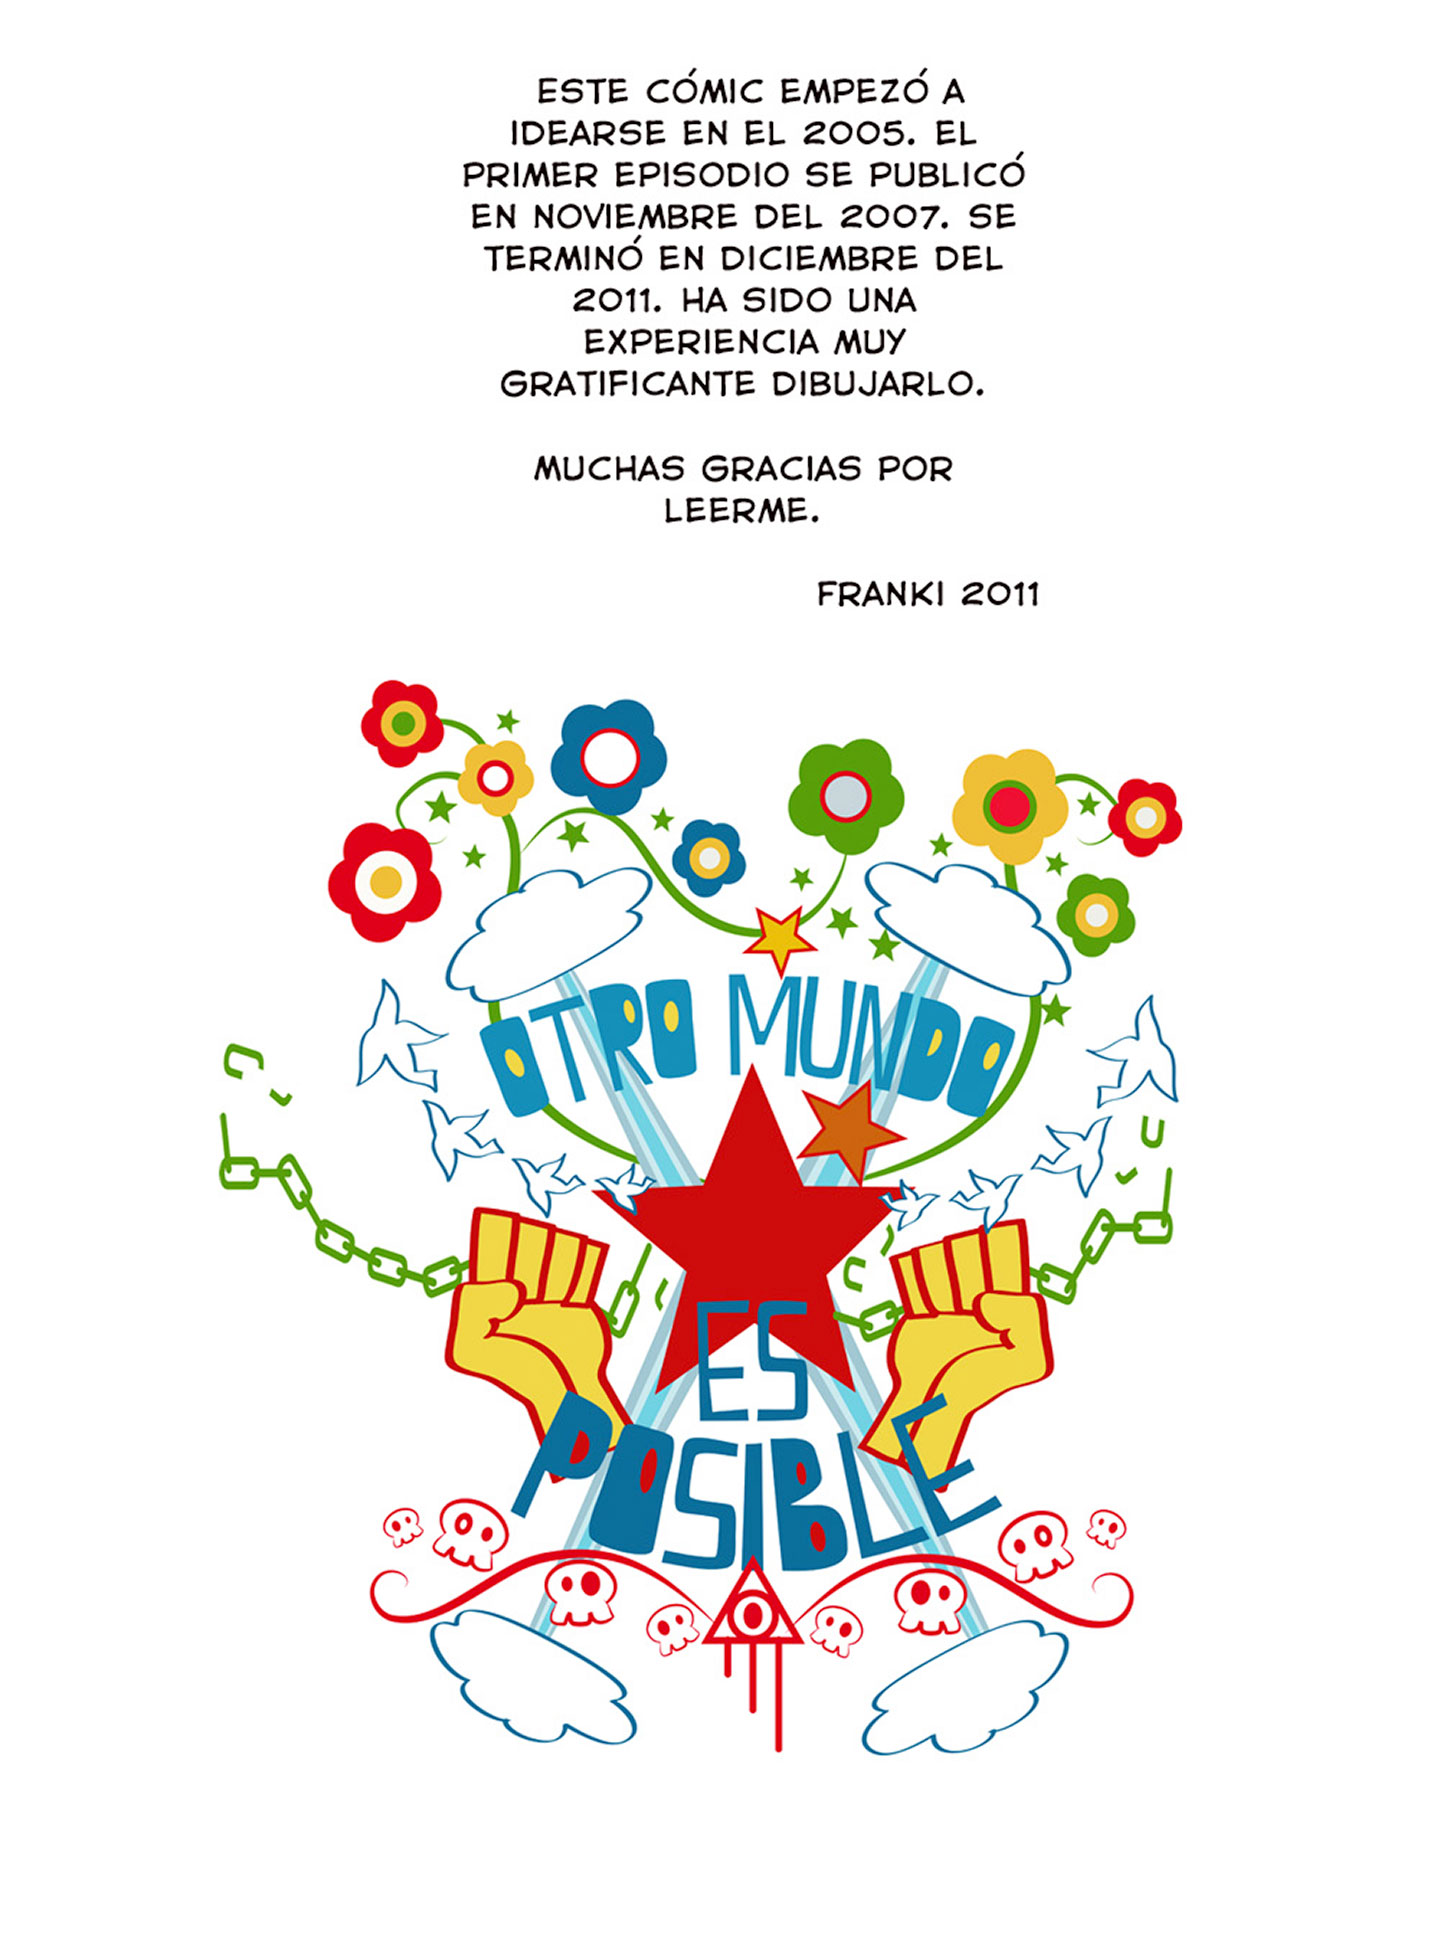 ESTE CÓMIC EMPEZÓ A
IDEARSE EN EL 2005. EL
PRIMER EPISODIO SE PUBLICÓ
EN NOVIEMBRE DEL 2007. SE
TERMINÓ EN DICIEMBRE DEL
2011. HA SIDO UNA
EXPERIENCIA MUY
GRATIFICANTE DIBUJARLO.
MUCHAS GRACIAS POR
LEERME.
FRANKI 2011
OTRO MUNDO
ES
POSIBLE